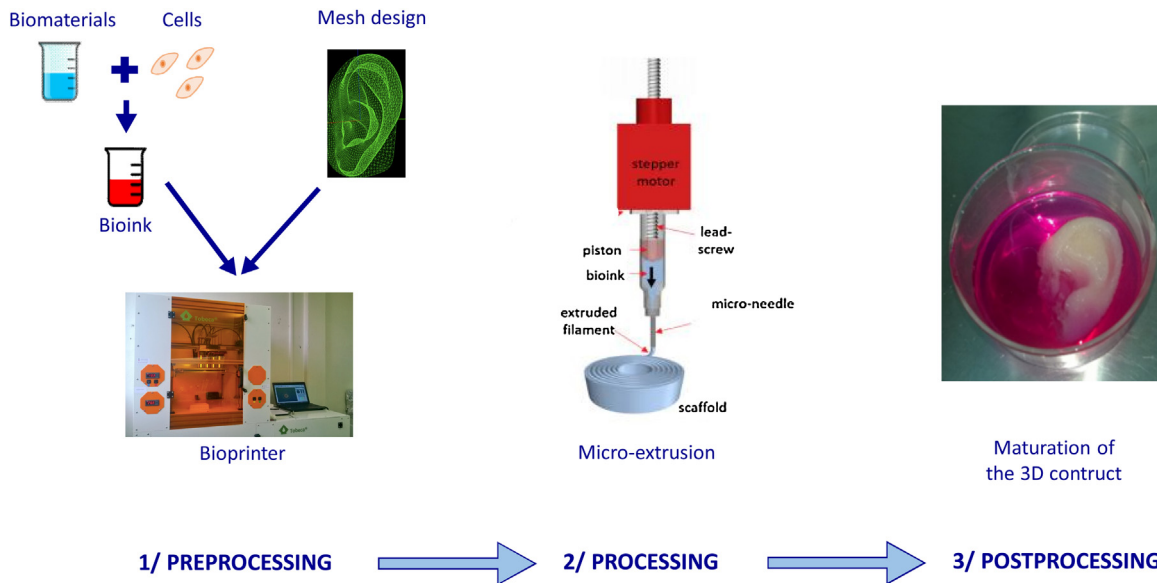 Biomaterials
Cells
Mesh design
Bioink
Bioprinter
stepper
motor
lead-
screw
piston
bioink
micro-needle
extruded
filament
scaffold
Micro-extrusion
Maturation of
the 3D contruct
1/ PREPROCESSING
2/ PROCESSING
3/ POSTPROCESSING